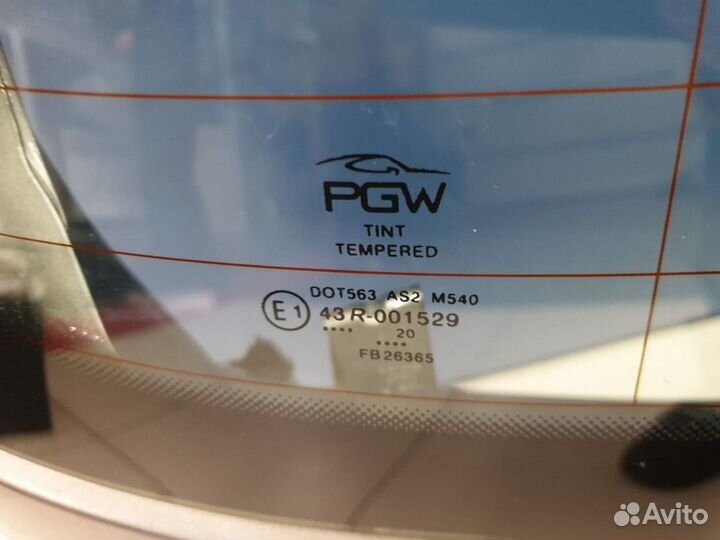 PGW
TINT
TEMPERED
DOT563 AS2 M540
E1 43R-001529
.... 20
....
FB26365
Avito